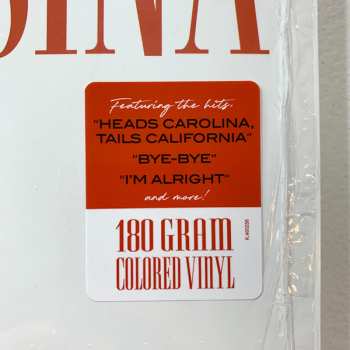 DINA
Featuring the hits:
"HEADS CAROLINA,
TAILS CALIFORNIA"
"BYE-BYE"
"I'M ALRIGHT"
and more!
180 GRAM
COLORED VINYL